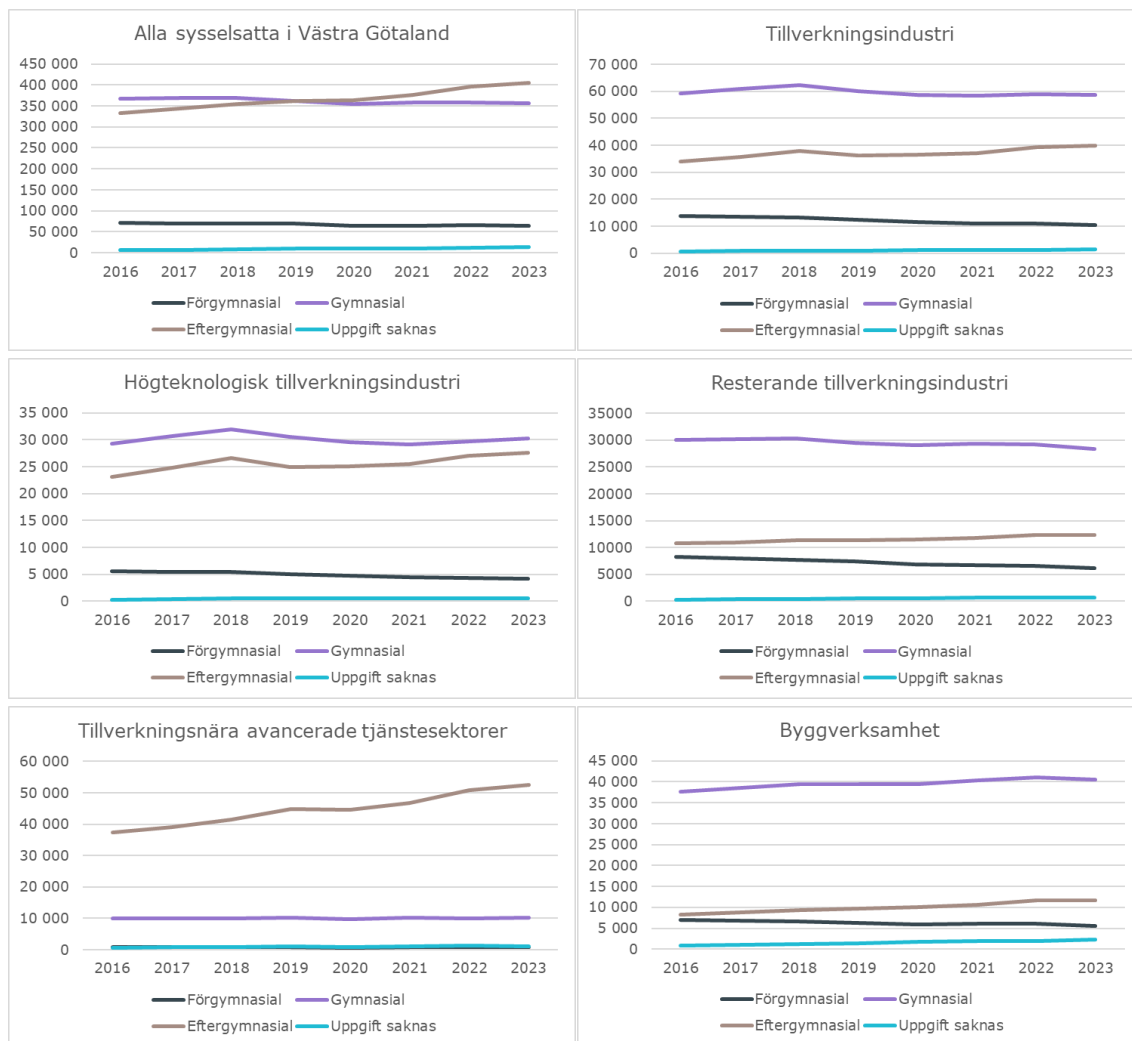 Alla sysselsatta i Västra Götaland
450 000
400 000
350 000
300 000
250 000
200 000
150 000
100 000
50 000
0
2016 2017 2018 2019 2020 2021 2022 2023
Förgymnasial Gymnasial
Eftergymnasial Uppgift saknas
Tillverkningsindustri
70 000
60 000
50 000
40 000
30 000
20 000
10 000
0
2016 2017 2018 2019 2020 2021 2022 2023
Förgymnasial Gymnasial
Eftergymnasial Uppgift saknas
Högteknologisk tillverkningsindustri
35 000
30 000
25 000
20 000
15 000
10 000
5 000
0
2016 2017 2018 2019 2020 2021 2022 2023
Förgymnasial Gymnasial
Eftergymnasial Uppgift saknas
Resterande tillverkningsindustri
35000
30000
25000
20000
15000
10000
5000
0
2016 2017 2018 2019 2020 2021 2022 2023
Förgymnasial Gymnasial
Eftergymnasial Uppgift saknas
Tillverkningsnära avancerade tjänstesektorer
60 000
50 000
40 000
30 000
20 000
10 000
0
2016 2017 2018 2019 2020 2021 2022 2023
Förgymnasial Gymnasial
Eftergymnasial Uppgift saknas
Byggverksamhet
45 000
40 000
35 000
30 000
25 000
20 000
15 000
10 000
5 000
0
2016 2017 2018 2019 2020 2021 2022 2023
Förgymnasial Gymnasial
Eftergymnasial Uppgift saknas